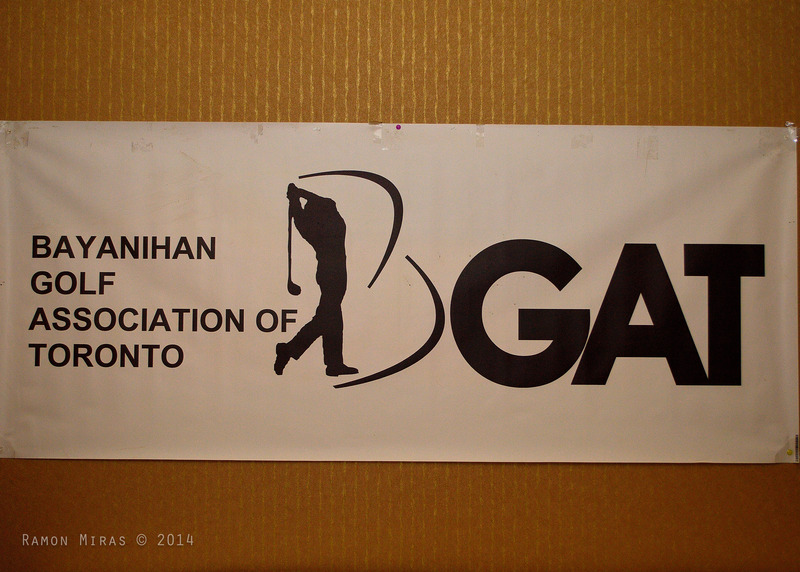 BAYANIHAN
GOLF
ASSOCIATION OF
TORONTO
BGAT
RAMON MIRAS © 2014